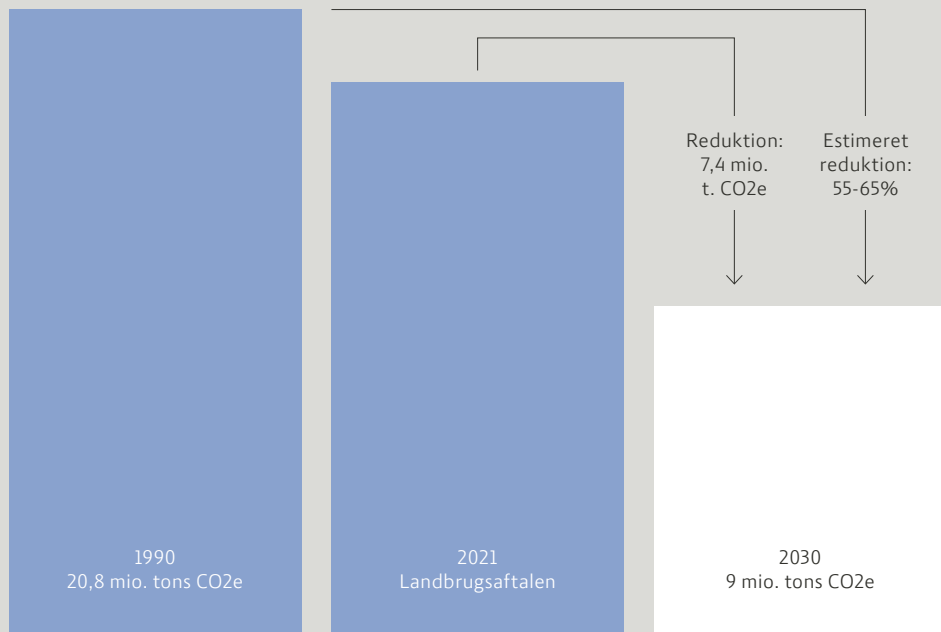 Reduktion:
7,4 mio.
t. CO2e
Estimeret
reduktion:
55-65%
1990
20,8 mio. tons CO2e
2021
Landbrugsaftalen
2030
9 mio. tons CO2e